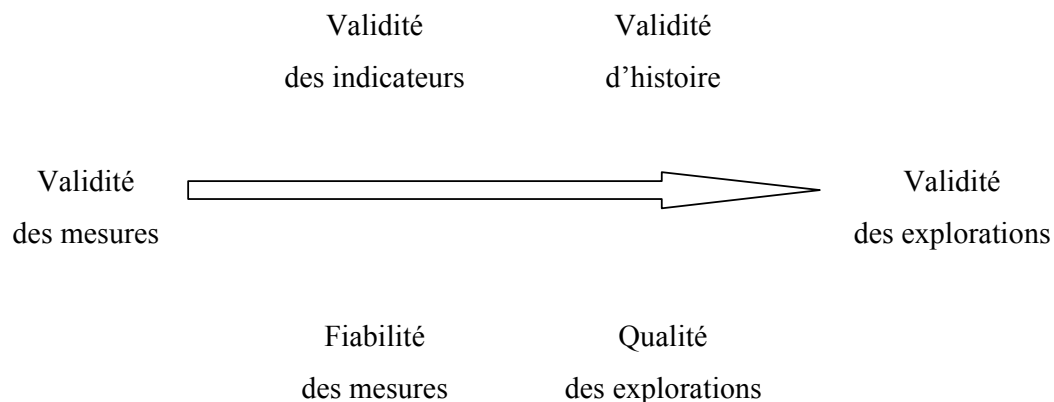 Validité
des indicateurs
Validité
d’histoire
Validité
des mesures
Validité
des explorations
Fiabilité
des mesures
Qualité
des explorations